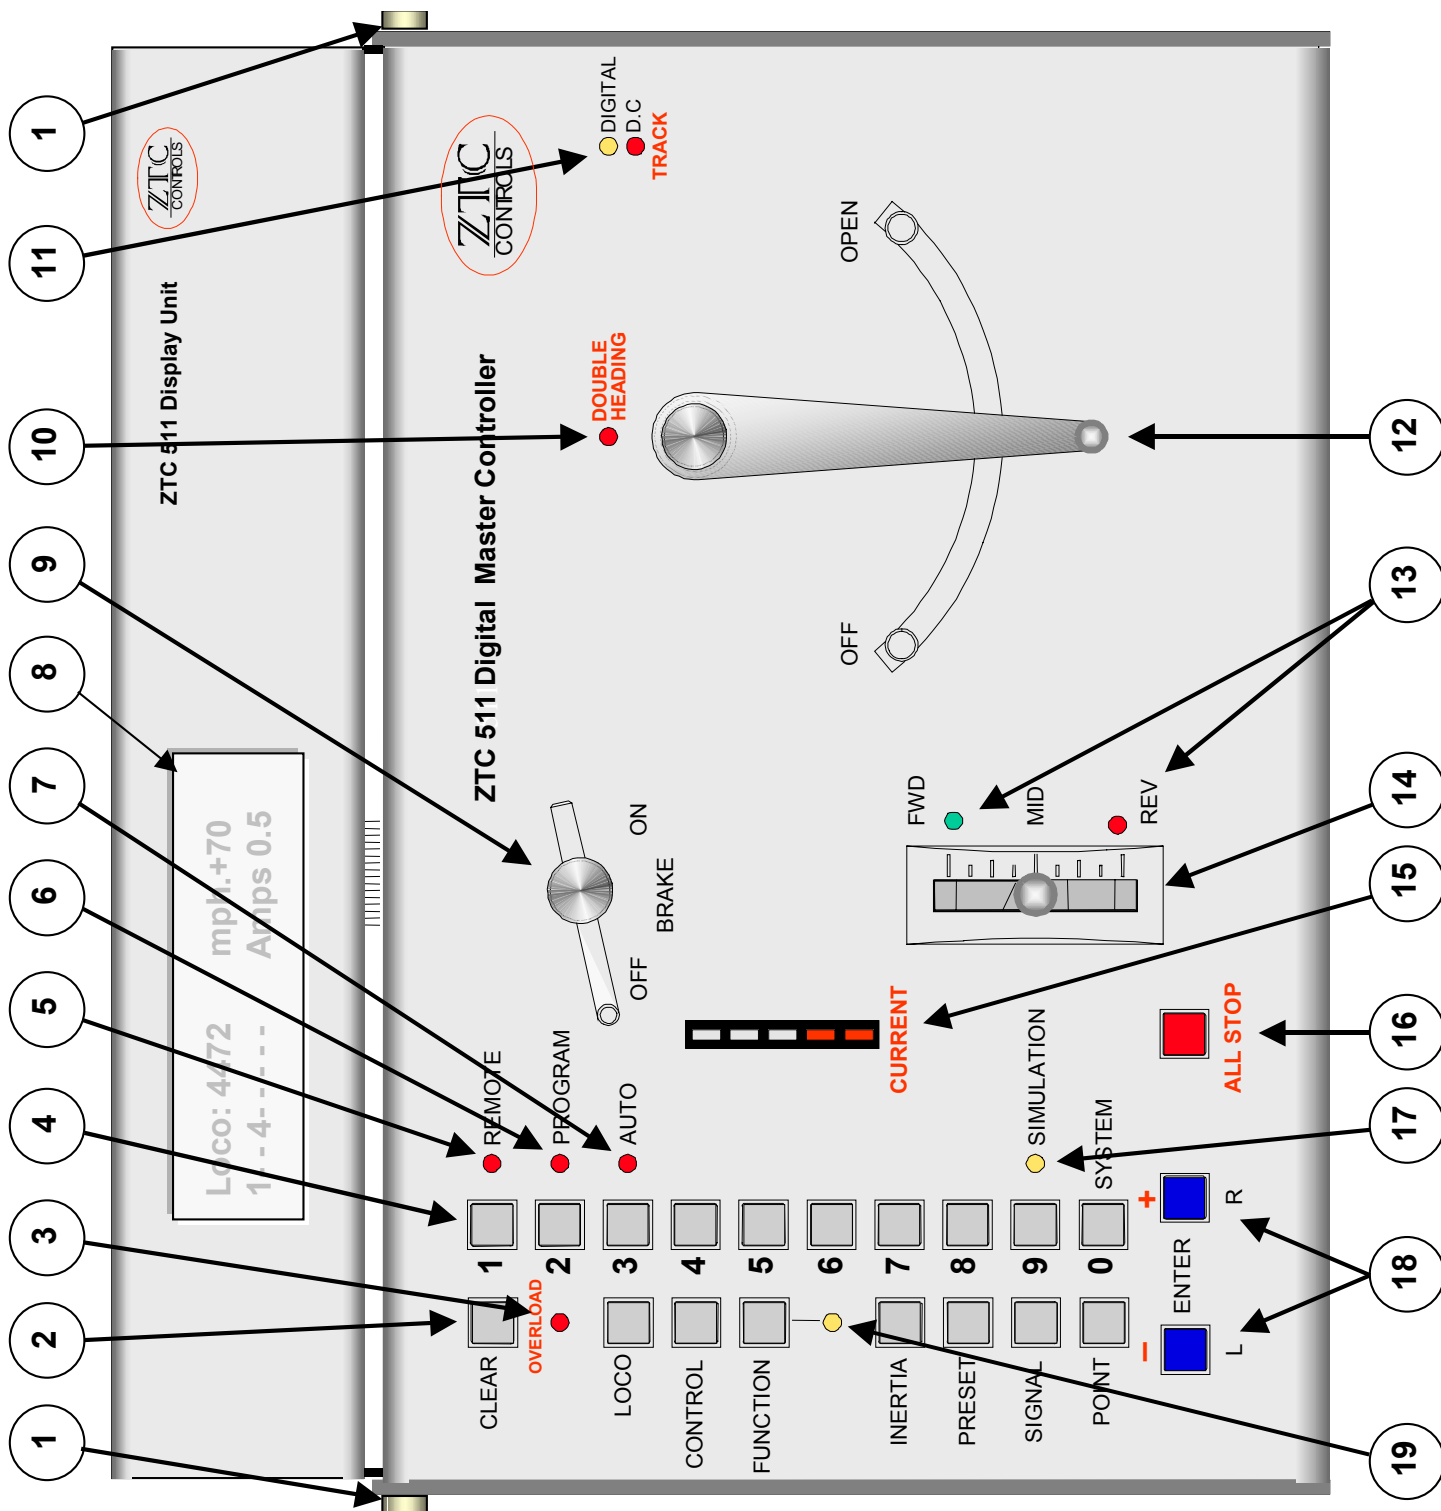 1
2
3
4
5
6
7
8
9
10
11
1
Loco: 4472 mph.+70
1 - - 4- - - - - - Amps 0.5
ZTC 511 Display Unit
ZTC
CONTROLS
ZTC 511 Digital Master Controller
ZTC
CONTROLS
CLEAR
1
REMOTE
OVERLOAD
2
PROGRAM
LOCO
3
AUTO
CONTROL
4
FUNCTION
5
6
INERTIA
7
PRESET
8
SIGNAL
9
SIMULATION
POINT
0
SYSTEM
OFF
BRAKE
ON
DOUBLE
HEADING
DIGITAL
D.C
TRACK
OFF
OPEN
CURRENT
FWD
MID
REV
–
ENTER
+
L
R
ALL STOP
19
18
17
16
15
14
13
12